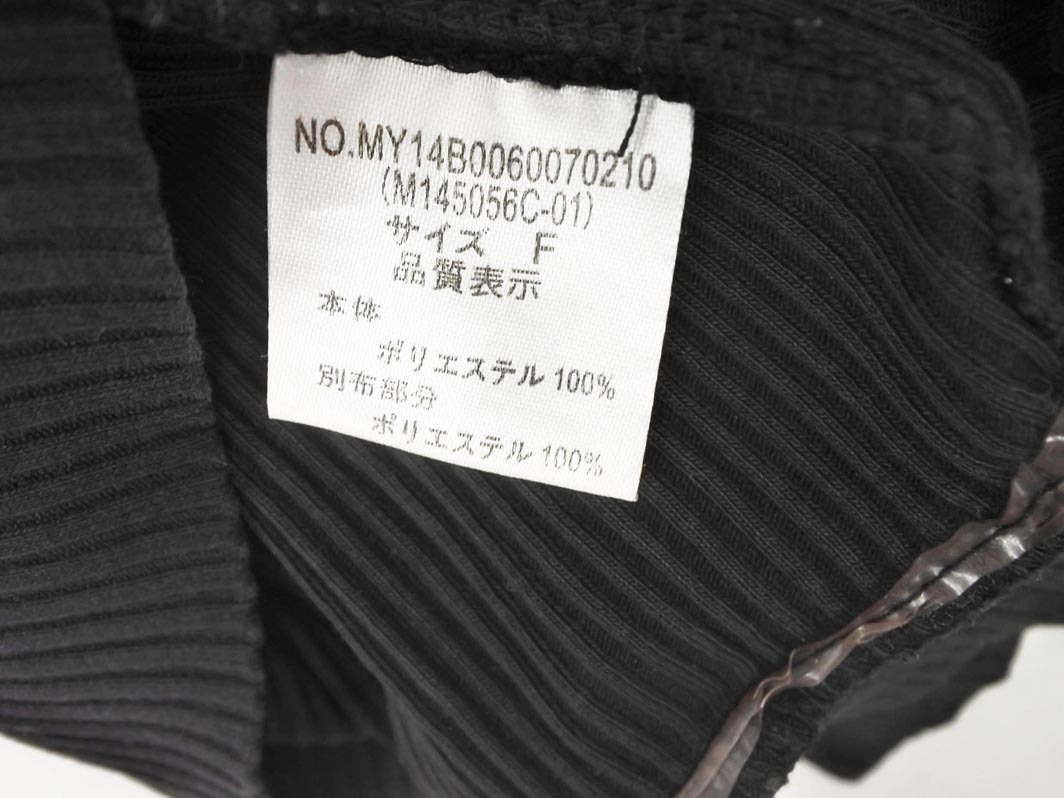 NO.MY14B0060070210
(M145056C-01)
サイズ F
品質表示
本体
ポリエステル 100%
別布部分
ポリエステル 100%